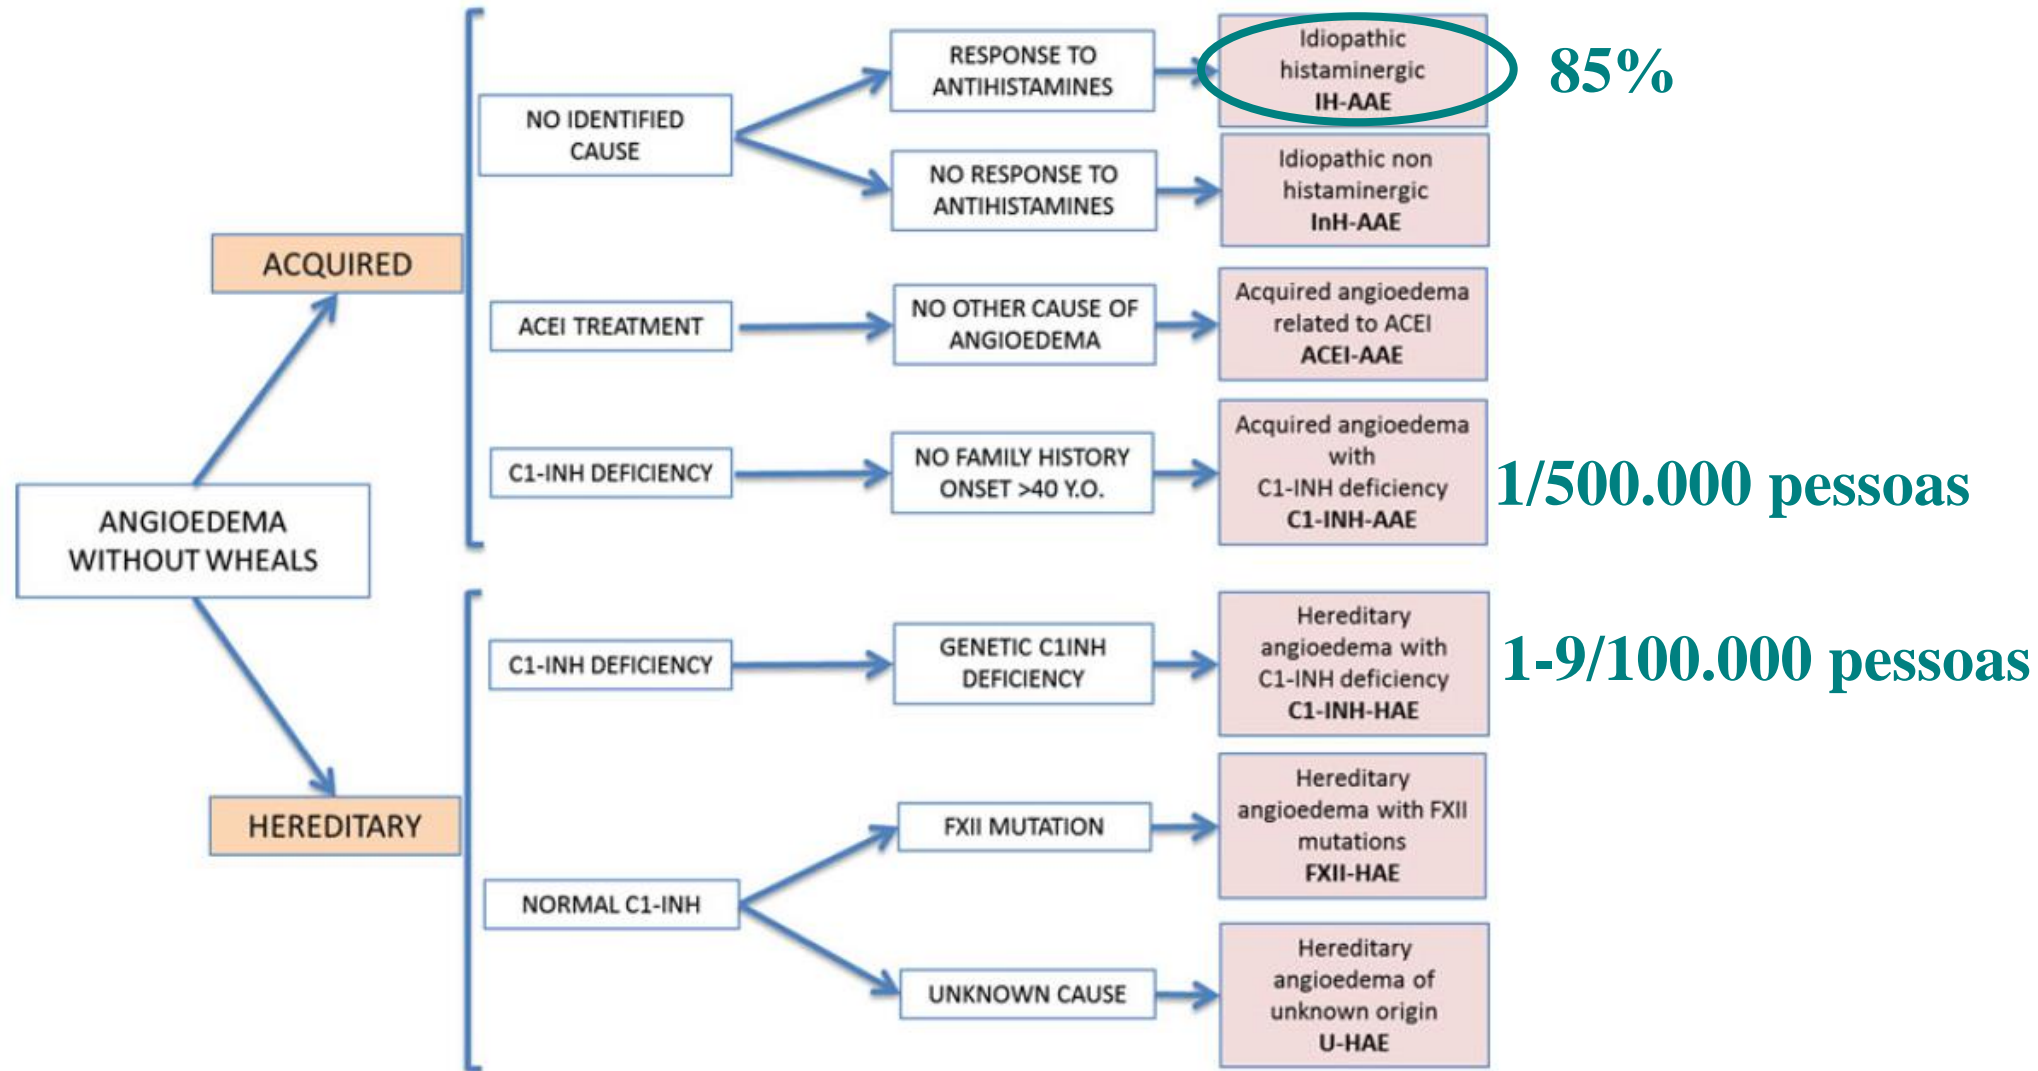 ANGIOEDEMA
WITHOUT WHEALS
ACQUIRED
NO IDENTIFIED
CAUSE
RESPONSE TO
ANTIHISTAMINES
Idiopathic
histaminergic
IH-AAE
85%
NO RESPONSE TO
ANTIHISTAMINES
Idiopathic non
histaminergic
InH-AAE
ACEI TREATMENT
NO OTHER CAUSE OF
ANGIOEDEMA
Acquired angioedema
related to ACEI
ACEI-AAE
C1-INH DEFICIENCY
NO FAMILY HISTORY
ONSET >40 Y.O.
Acquired angioedema
with
C1-INH deficiency
C1-INH-AAE
1/500.000 pessoas
HEREDITARY
C1-INH DEFICIENCY
GENETIC C1INH
DEFICIENCY
Hereditary
angioedema with
C1-INH deficiency
C1-INH-HAE
1-9/100.000 pessoas
NORMAL C1-INH
FXII MUTATION
Hereditary
angioedema with FXII
mutations
FXII-HAE
UNKNOWN CAUSE
Hereditary
angioedema of
unknown origin
U-HAE